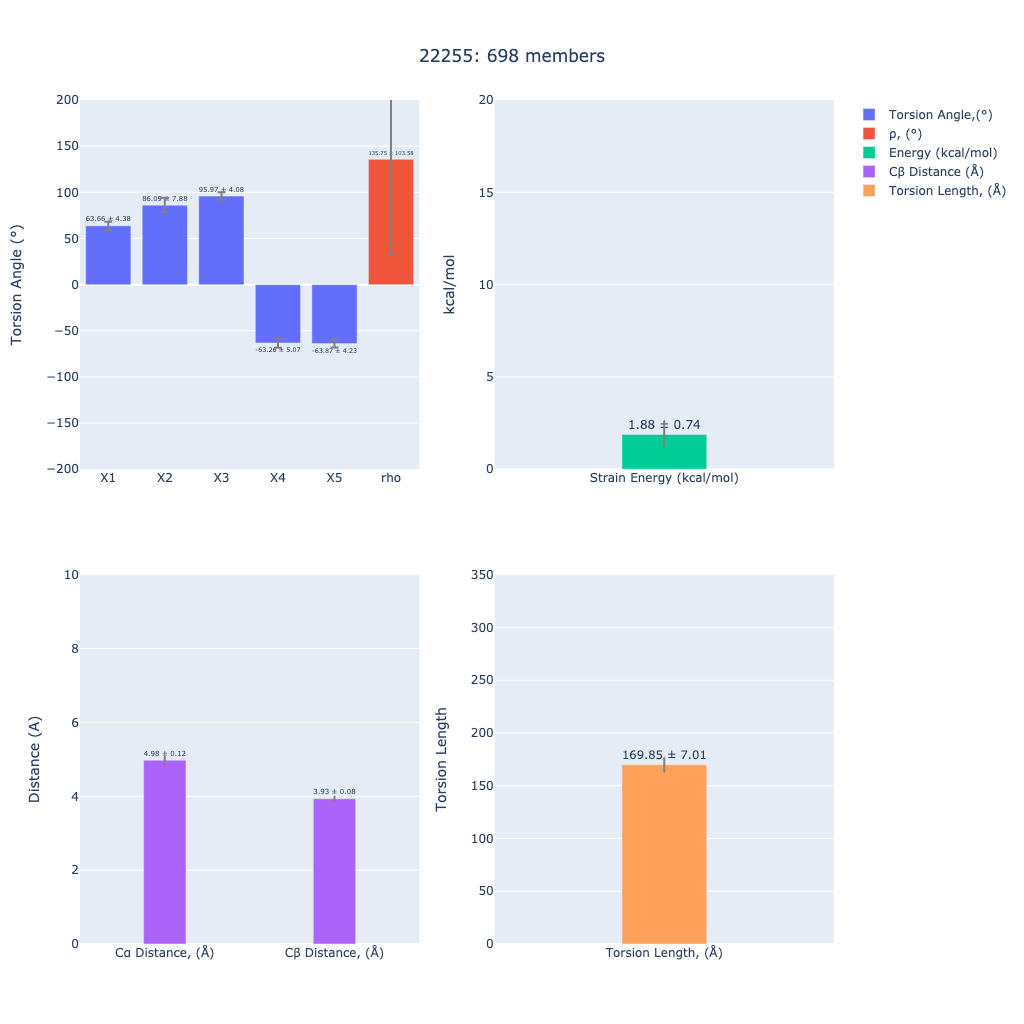 22255: 698 members
200
150
100
50
0
−50
−100
−150
−200
Torsion Angle (°)
63.66 ± 4.38
86.09 ± 7.88
95.97 ± 4.08
-63.26 ± 5.07
-63.87 ± 4.23
135.75 ± 103.58
X1 X2 X3 X4 X5 rho
20
15
10
5
0
kcal/mol
1.88 ± 0.74
Strain Energy (kcal/mol)
Torsion Angle,(°)
ρ, (°)
Energy (kcal/mol)
Cβ Distance (Å)
Torsion Length, (Å)
10
8
6
4
2
0
Distance (A)
4.98 ± 0.12
3.93 ± 0.08
Cα Distance, (Å) Cβ Distance, (Å)
350
300
250
200
150
100
50
0
Torsion Length
169.85 ± 7.01
Torsion Length, (Å)